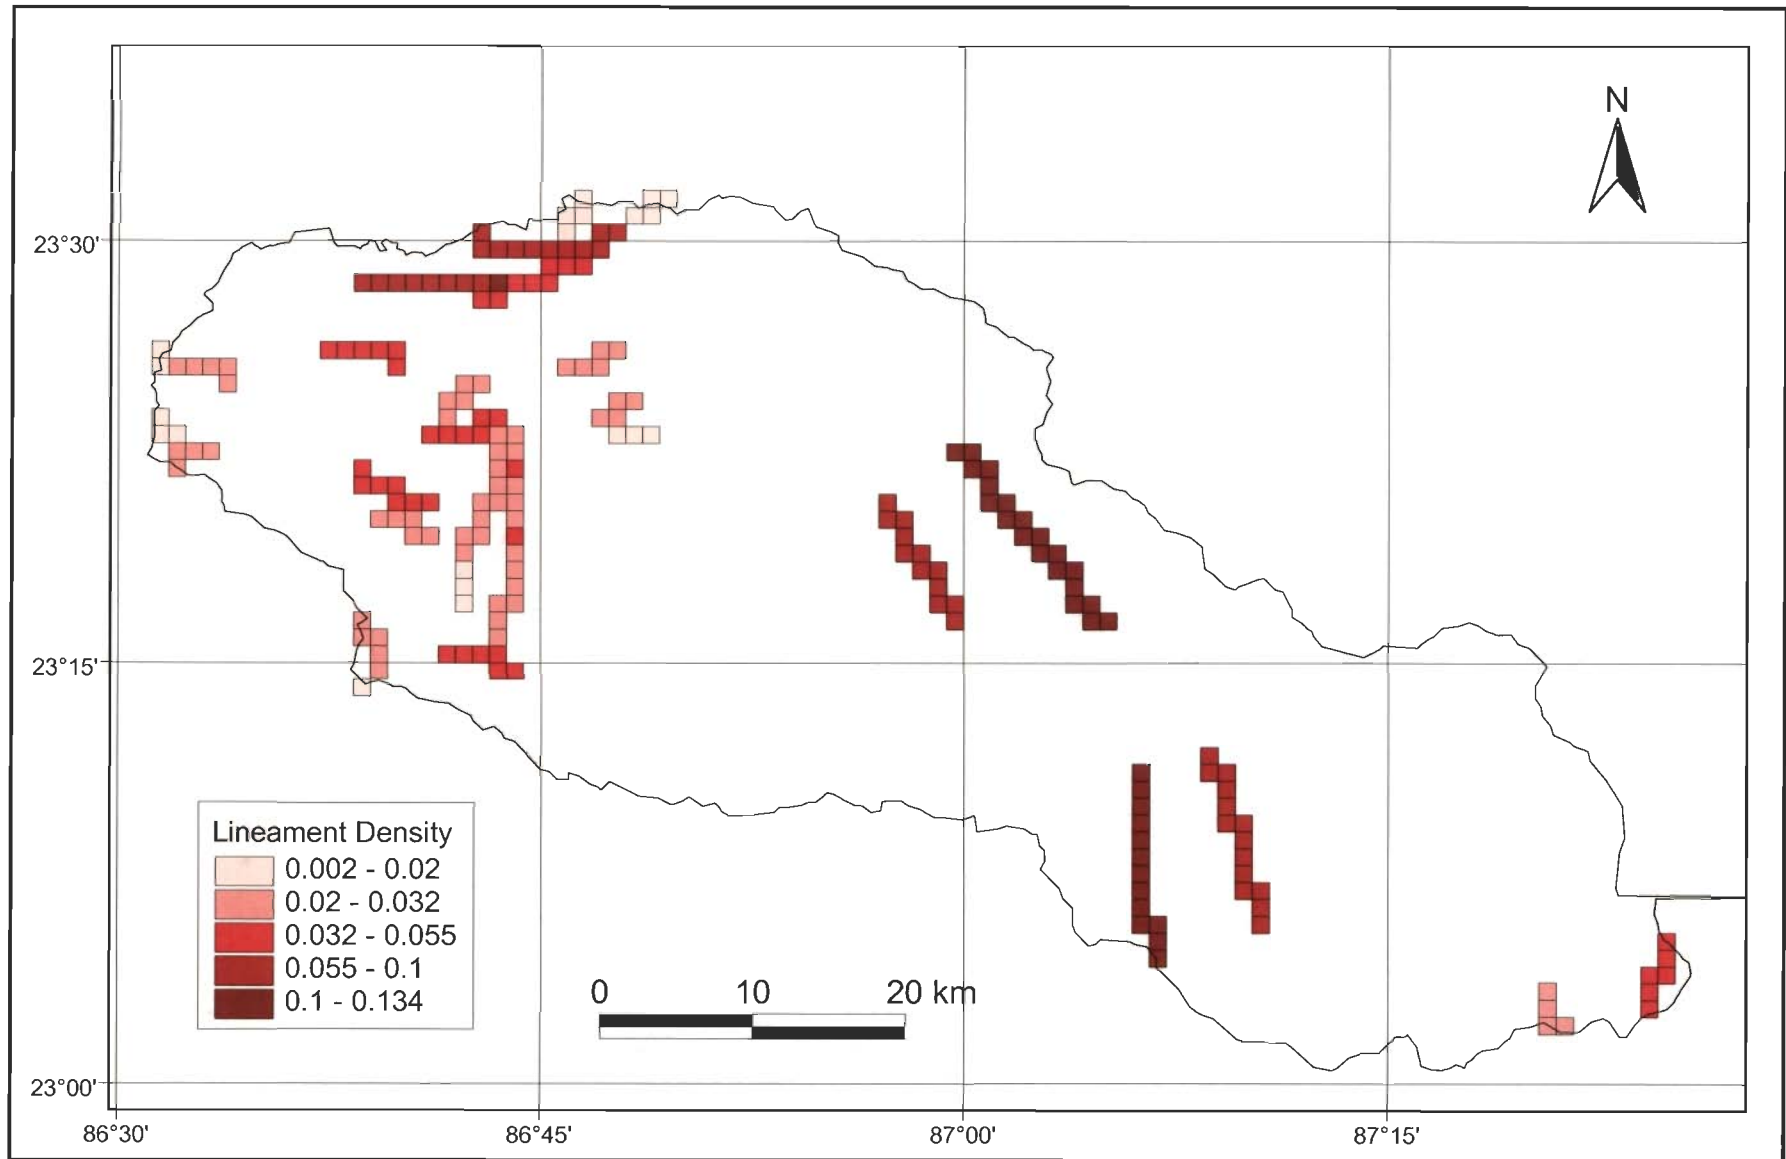 N
23°30'
23°15'
Lineament Density
0.002 - 0.02
0.02 - 0.032
0.032 - 0.055
0.055 - 0.1
0.1 - 0.134
0 10 20 km
23°00'
86°30' 86°45' 87°00' 87°15'